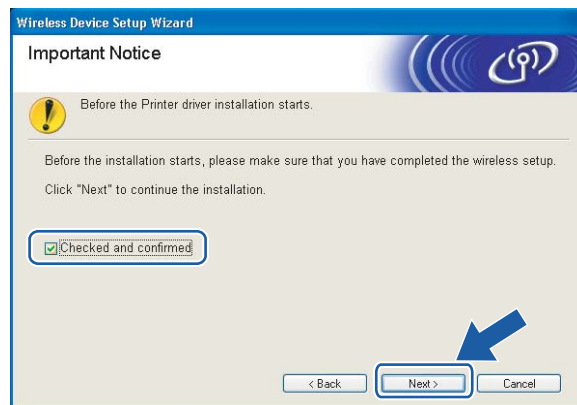 Wireless Device Setup Wizard
Important Notice
Before the Printer driver installation starts.
Before the installation starts, please make sure that you have completed the wireless setup.
Click "Next" to continue the installation.
Checked and confirmed
< Back Next > Cancel